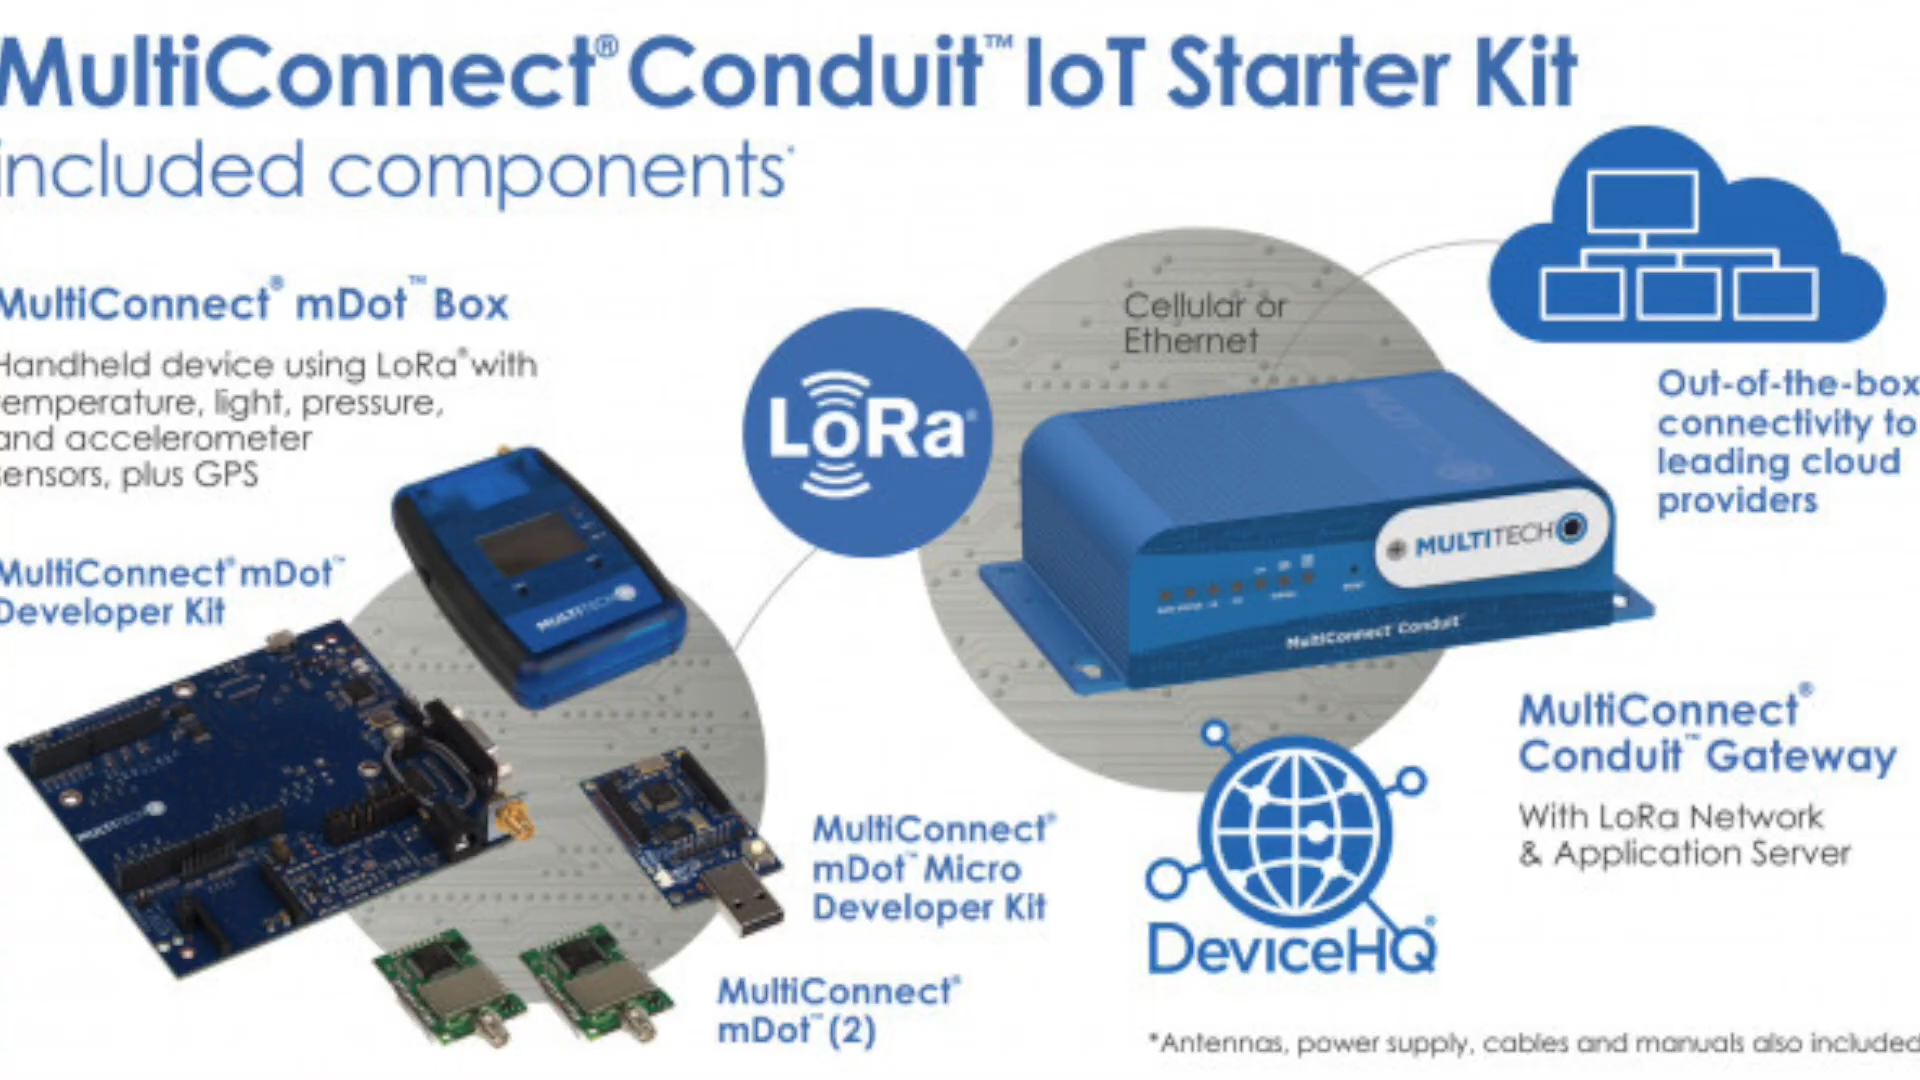 MultiConnect® Conduit™ IoT Starter Kit
included components*
MultiConnect® mDot™ Box
Handheld device using LoRa® with
temperature, light, pressure,
and accelerometer
sensors, plus GPS
MultiConnect® mDot™
Developer Kit
MULTITECH
MULTITECH
LoRa®
Cellular or
Ethernet
MULTITECH
MultiConnect® Conduit™
Out-of-the-box
connectivity to
leading cloud
providers
MultiConnect®
Conduit™ Gateway
With LoRa Network
& Application Server
MultiConnect®
mDot™ Micro
Developer Kit
MultiConnect®
mDot™ (2)
DeviceHQ®
*Antennas, power supply, cables and manuals also included